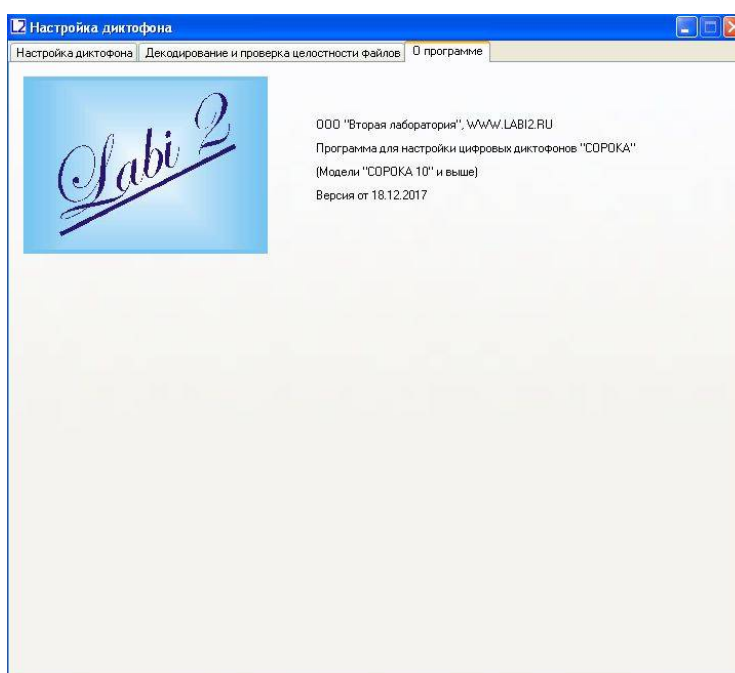 Настройка диктофона
Настройка диктофона Декодирование и проверка целостности файлов О программе
Labi 2
ООО "Вторая лаборатория", WWW.LABI2.RU
Программа для настройки цифровых диктофонов "СОРОКА"
(Модели "СОРОКА 10" и выше)
Версия от 18.12.2017